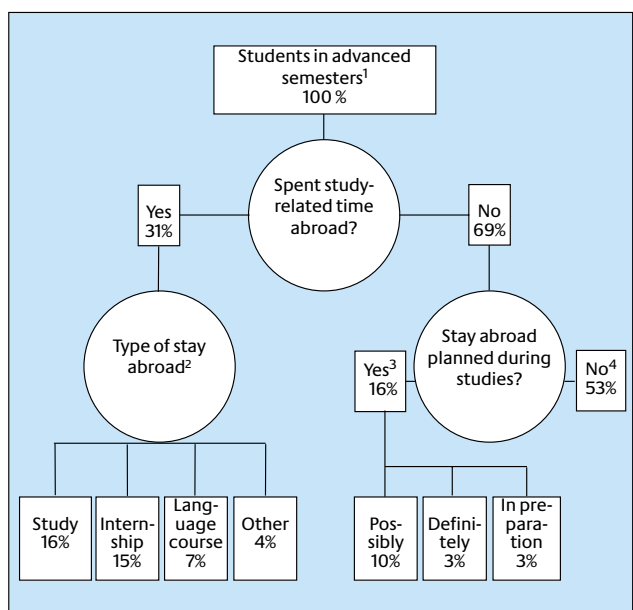 Students in advanced
semesters¹
100 %
Spent study-
related time
abroad?
Yes
31%
No
69%
Type of stay
abroad²
Stay abroad
planned during
studies?
Yes³
16%
No⁴
53%
Study
16%
Intern-
ship
15%
Lang-
uage
course
7%
Other
4%
Pos-
sibly
10%
Defini-
tely
3%
In pre-
paration
3%